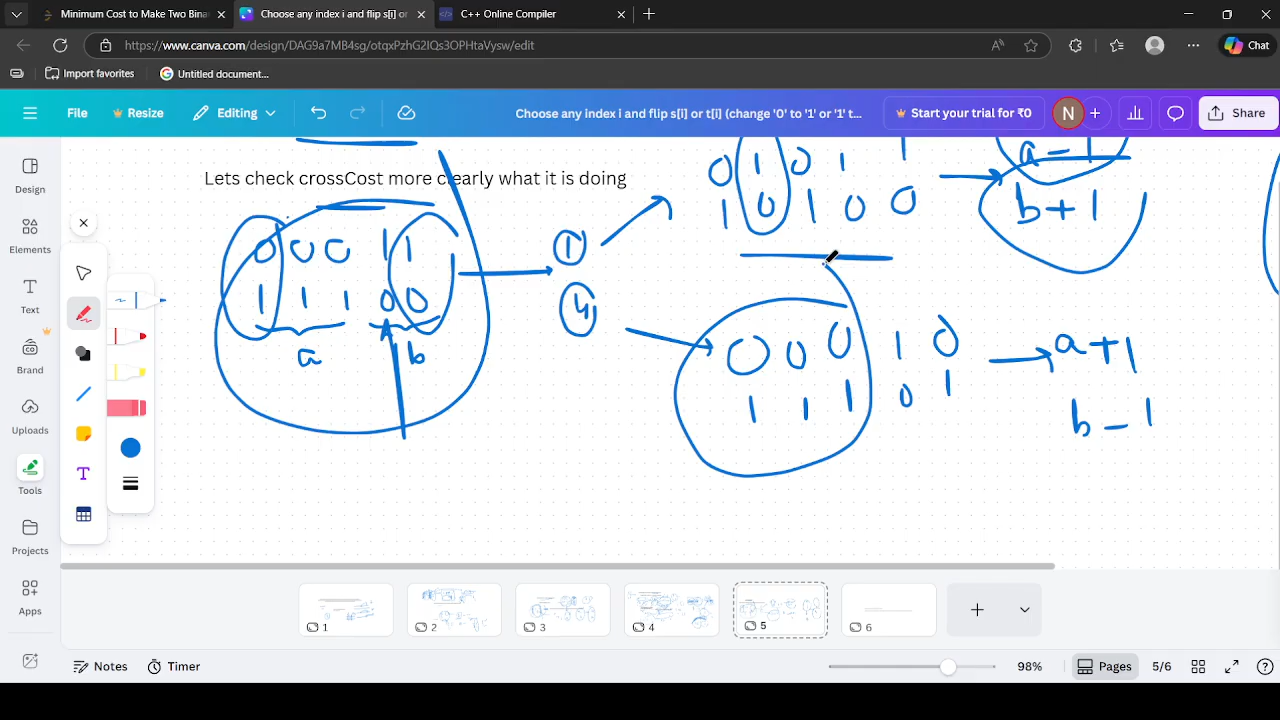 Minimum Cost to Make Two Bina
Choose any index i and flip s[i] or
C++ Online Compiler
https://www.canva.com/design/DAG9a7MB4sg/otqxPzhG2IQs3OPHtaVysw/edit
Chat
Import favorites
Untitled document...
File
Resize
Editing
Choose any index i and flip s[i] or t[i] (change '0' to '1' or '1' t...
Start your trial for ₹0
N
Share
Design
Elements
Text
Brand
Uploads
Tools
Projects
Apps
Lets check crossCost more clearly what it is doing
0 0 0 1 1
1 1 1 0 0
a b
1
4
0 1 0 1 1
1 0 1 0 0
a-1
b+1
0 0 0 1 0
1 1 1 0 1
a+1
b-1
1
2
3
4
5
6
Notes
Timer
98%
Pages
5/6